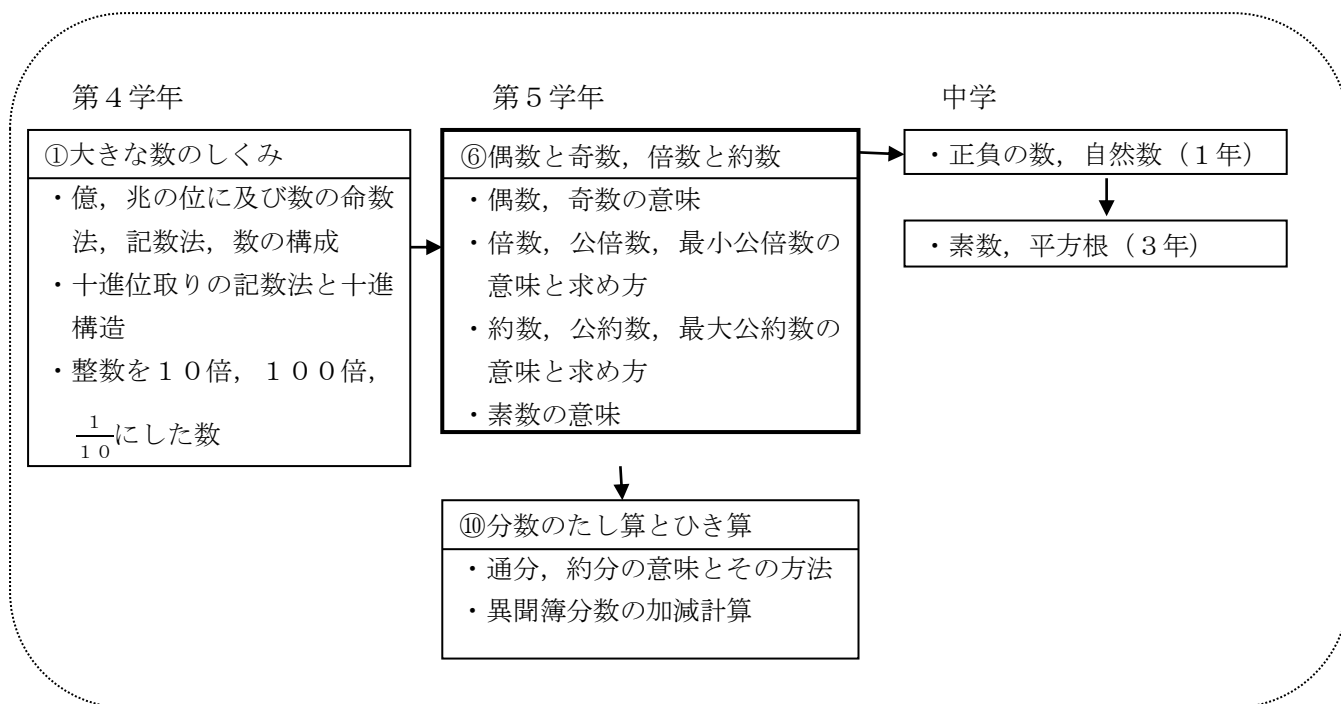 第４学年
①大きな数のしくみ
・億，兆の位に及び数の命数
法，記数法，数の構成
・十進位取りの記数法と十進
構造
・整数を１０倍，１００倍，
1/10にした数
第５学年
⑥偶数と奇数，倍数と約数
・偶数，奇数の意味
・倍数，公倍数，最小公倍数の
意味と求め方
・約数，公約数，最大公約数の
意味と求め方
・素数の意味
⑩分数のたし算とひき算
・通分，約分の意味とその方法
・異聞簿分数の加減計算
中学
・正負の数，自然数（１年）
・素数，平方根（３年）